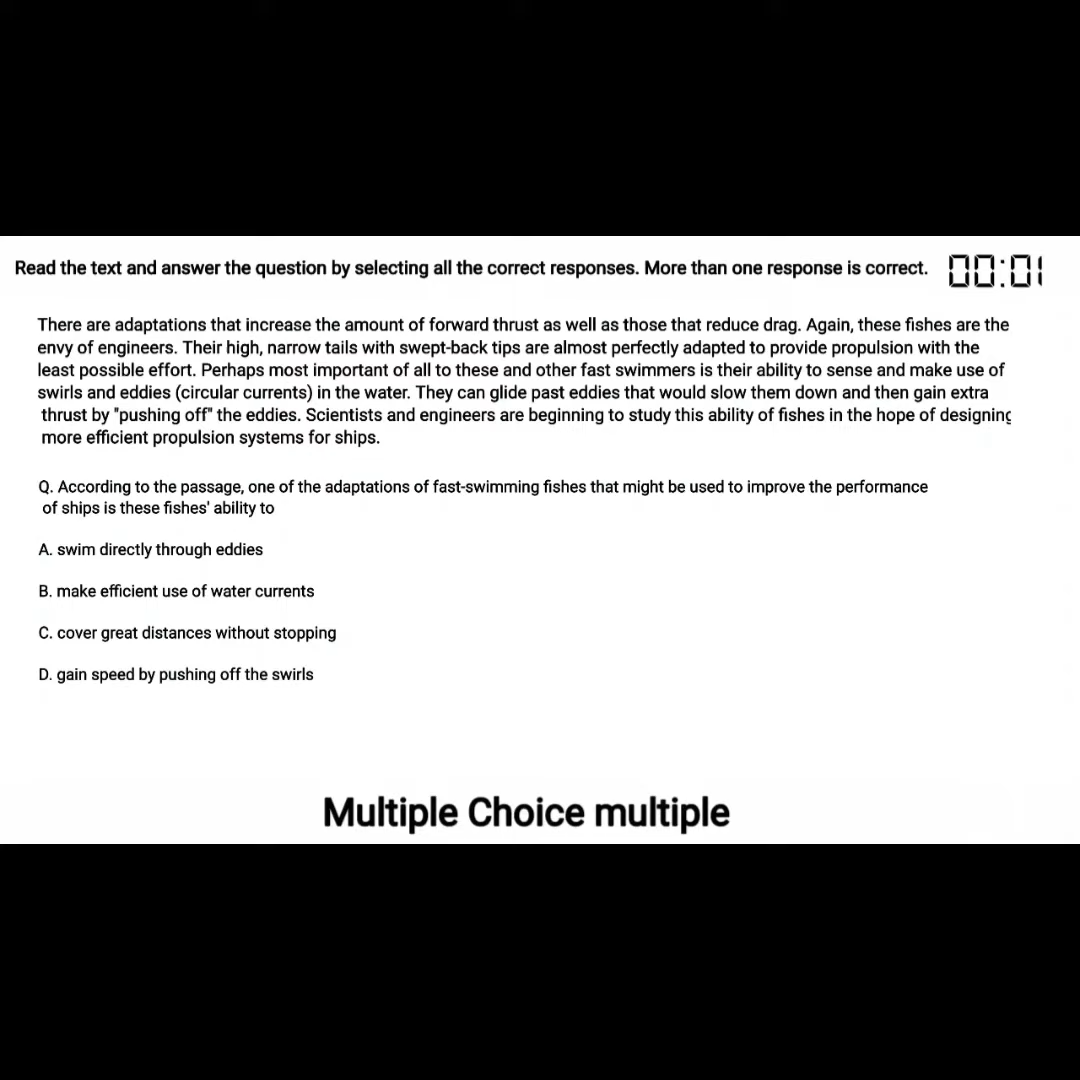 Read the text and answer the question by selecting all the correct responses. More than one response is correct.
00:01
There are adaptations that increase the amount of forward thrust as well as those that reduce drag. Again, these fishes are the
envy of engineers. Their high, narrow tails with swept-back tips are almost perfectly adapted to provide propulsion with the
least possible effort. Perhaps most important of all to these and other fast swimmers is their ability to sense and make use of
swirls and eddies (circular currents) in the water. They can glide past eddies that would slow them down and then gain extra
thrust by "pushing off" the eddies. Scientists and engineers are beginning to study this ability of fishes in the hope of designing
more efficient propulsion systems for ships.
Q. According to the passage, one of the adaptations of fast-swimming fishes that might be used to improve the performance
of ships is these fishes' ability to
A. swim directly through eddies
B. make efficient use of water currents
C. cover great distances without stopping
D. gain speed by pushing off the swirls
Multiple Choice multiple